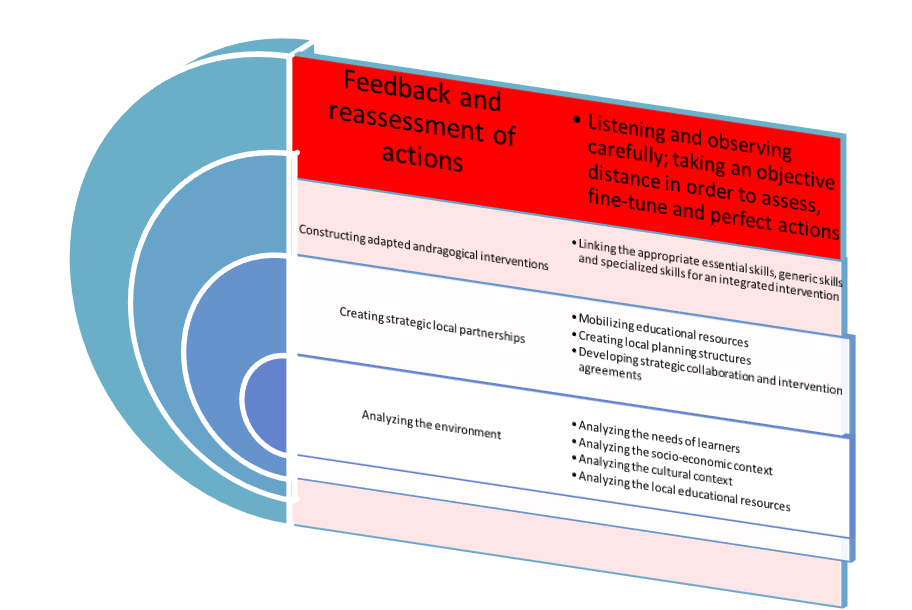 Feedback and
reassessment of
actions
• Listening and observing
carefully; taking an objective
distance in order to assess,
fine-tune and perfect actions
Constructing adapted andragogical interventions
• Linking the appropriate essential skills, generic skills
and specialized skills for an integrated intervention
Creating strategic local partnerships
• Mobilizing educational resources
• Creating local planning structures
• Developing strategic collaboration and intervention
agreements
Analyzing the environment
• Analyzing the needs of learners
• Analyzing the socio-economic context
• Analyzing the cultural context
• Analyzing the local educational resources